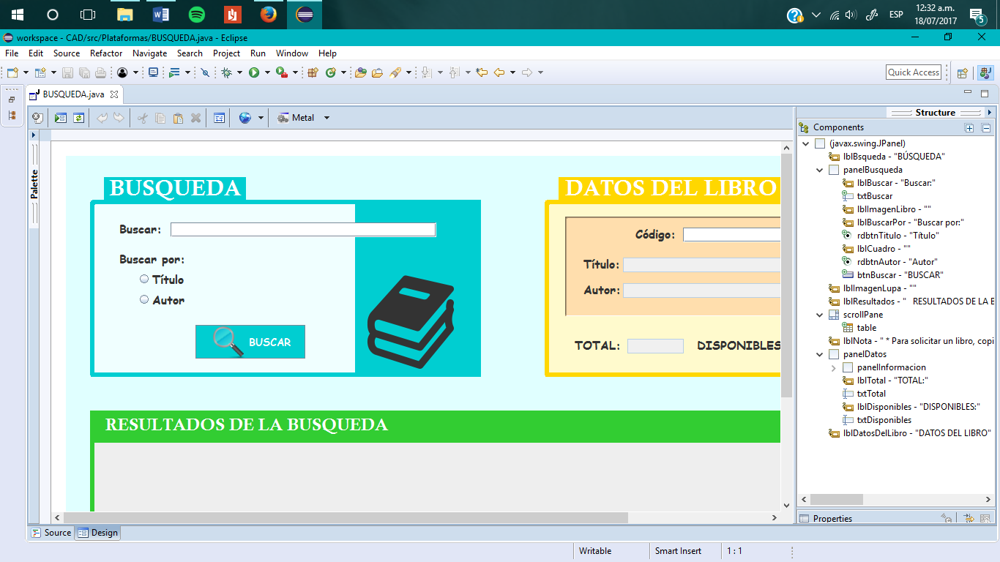 12:32 a.m.
ESP
18/07/2017
5
workspace - CAD/src/Plataformas/BUSQUEDA.java - Eclipse
File Edit Source Refactor Navigate Search Project Run Window Help
Quick Access
BUSQUEDA.java
Metal
Palette
BUSQUEDA
Buscar:
Buscar por:
Título
Autor
BUSCAR
DATOS DEL LIBRO
Código:
Título:
Autor:
TOTAL:
DISPONIBLES
RESULTADOS DE LA BUSQUEDA
Structure
Components
(javax.swing.JPanel)
lblBsqueda - "BÚSQUEDA"
panelBusqueda
lblBuscar - "Buscar:"
txtBuscar
lblImagenLibro - ""
lblBuscarPor - "Buscar por:"
rdbtnTitulo - "Título"
lblCuadro - ""
rdbtnAutor - "Autor"
btnBuscar - "BUSCAR"
lblImagenLupa - ""
lblResultados - "   RESULTADOS DE LA B
scrollPane
table
lblNota - " * Para solicitar un libro, copi
panelDatos
panelInformacion
lblTotal - "TOTAL:"
txtTotal
lblDisponibles - "DISPONIBLES:"
txtDisponibles
lblDatosDelLibro - "DATOS DEL LIBRO"
Properties
Source Design
Writable Smart Insert 1 : 1